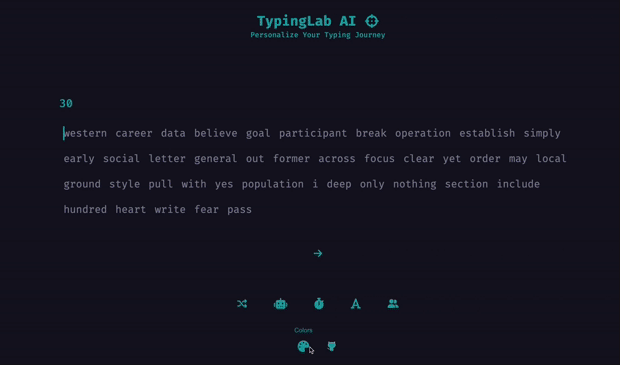 TypingLab AI
Personalize Your Typing Journey
30
western career data believe goal participant break operation establish simply
early social letter general out former across focus clear yet order may local
ground style pull with yes population i deep only nothing section include
hundred heart write fear pass
Colors